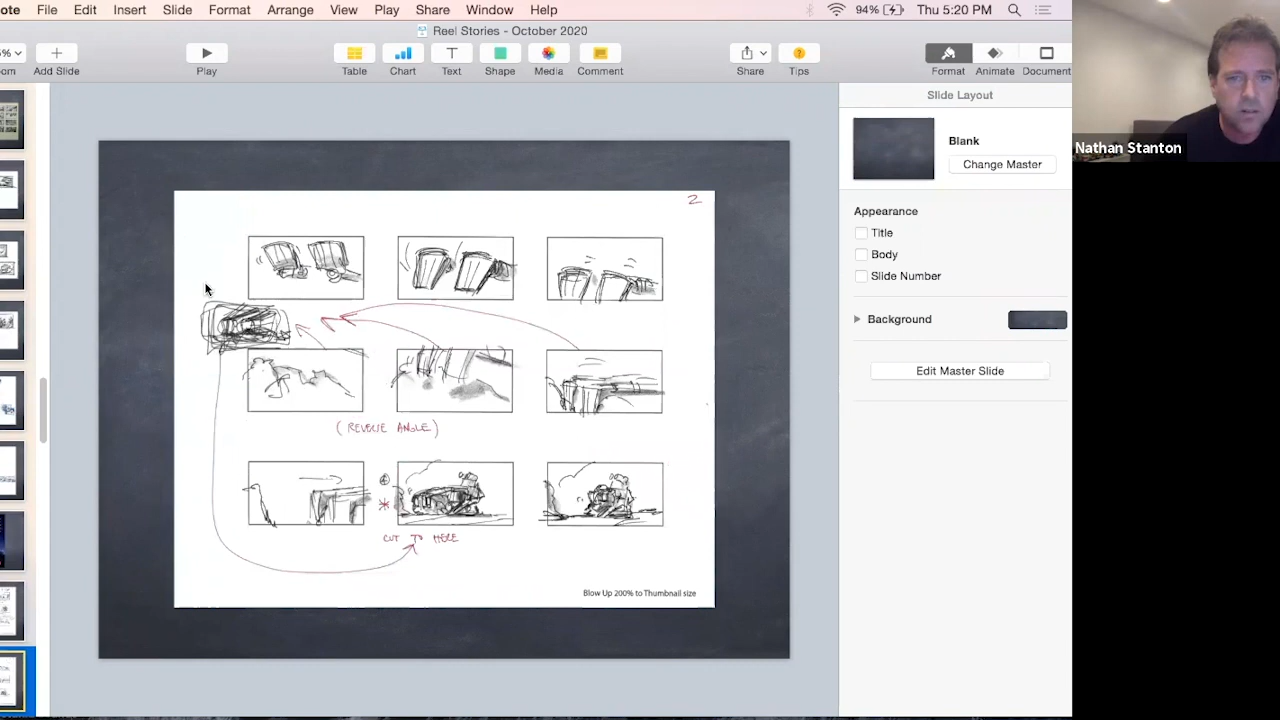 ote File Edit Insert Slide Format Arrange View Play Share Window Help 94% Thu 5:20 PM
Reel Stories - October 2020
5%
oom Add Slide Play Table Chart Text Shape Media Comment Share Tips Format Animate Document
Slide Layout
Blank
Change Master
Appearance
Title
Body
Slide Number
Background
Edit Master Slide
Nathan Stanton
2
(REVERSE ANGLE)
CUT TO HERE
Blow Up 200% to Thumbnail size